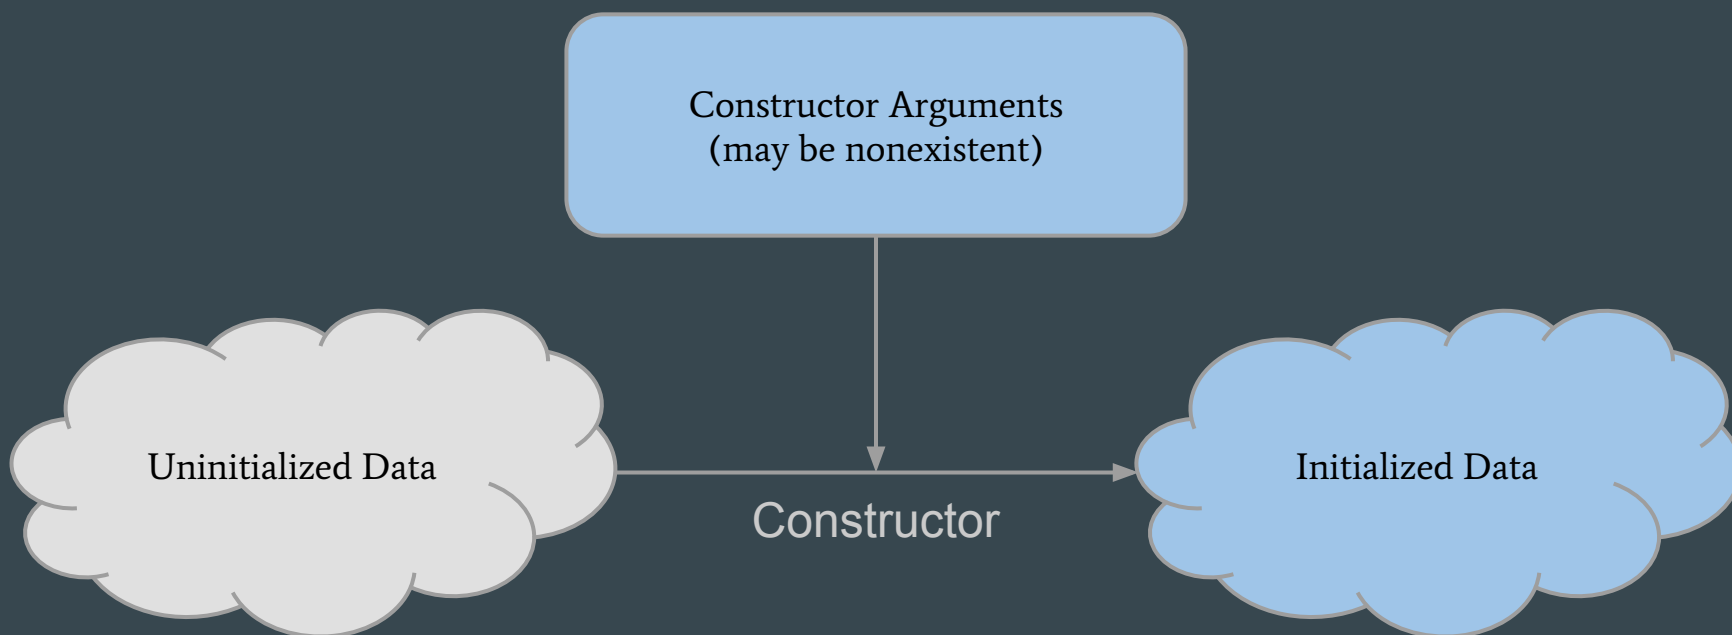 Constructor Arguments
(may be nonexistent)
Uninitialized Data
Initialized Data
Constructor